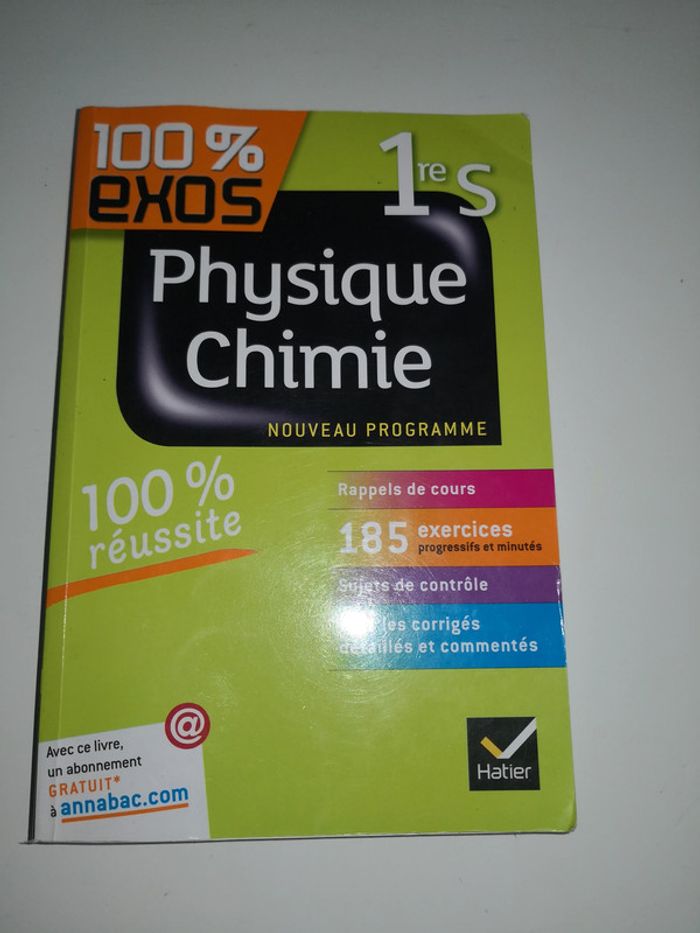 100 %
exos
1re S
Physique
Chimie
NOUVEAU PROGRAMME
100 %
réussite
Rappels de cours
185 exercices
progressifs et minutés
Sujets de contrôle
les corrigés
détaillés et commentés
@
Avec ce livre,
un abonnement
GRATUIT*
à annabac.com
Hatier